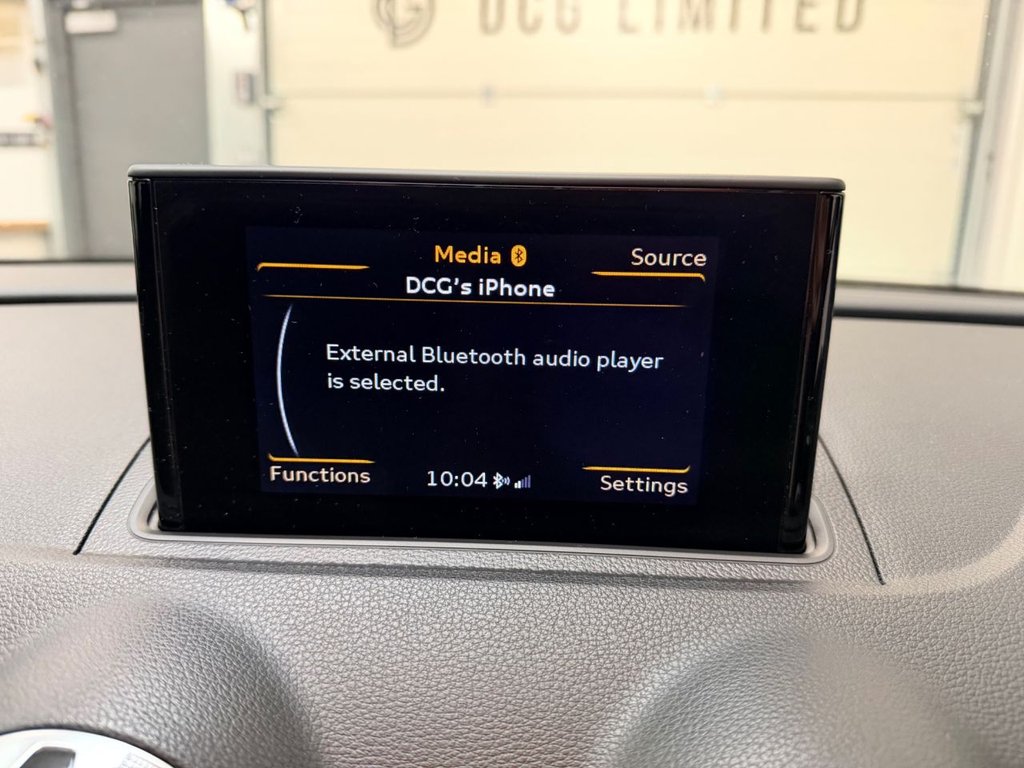 DCG LIMITED
Media
Source
DCG's iPhone
External Bluetooth audio player
is selected.
Functions
10:04
Settings